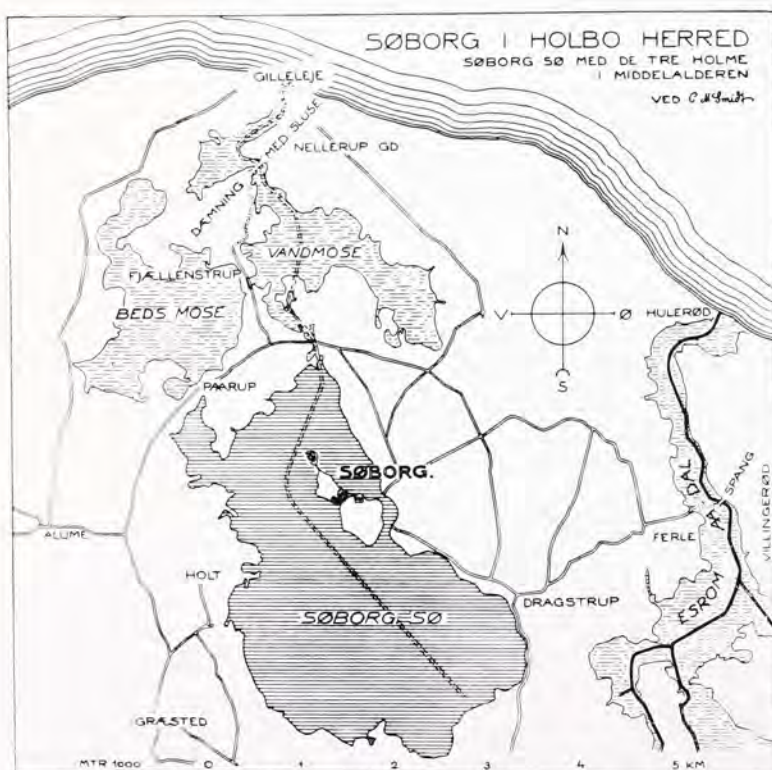 SØBORG I HOLBO HERRED
SØBORG SØ MED DE TRE HOLME
I MIDDELALDEREN
VED C M Smidt
GILLELEJE
DÆMNING MED SLUSE
NELLERUP GD
VANDMOSE
FJÆLLENSTRUP
BEDS MOSE
N
V
Ø
S
HULERØD
PAARUP
SØBORG.
AA DAL
SPANG
VILLINGERØD
ALUME
FERLE
HOLT
DRAGSTRUP
ESROM
SØBORG SØ
GRÆSTED
MTR 1000 0 1 2 3 4 5 KM